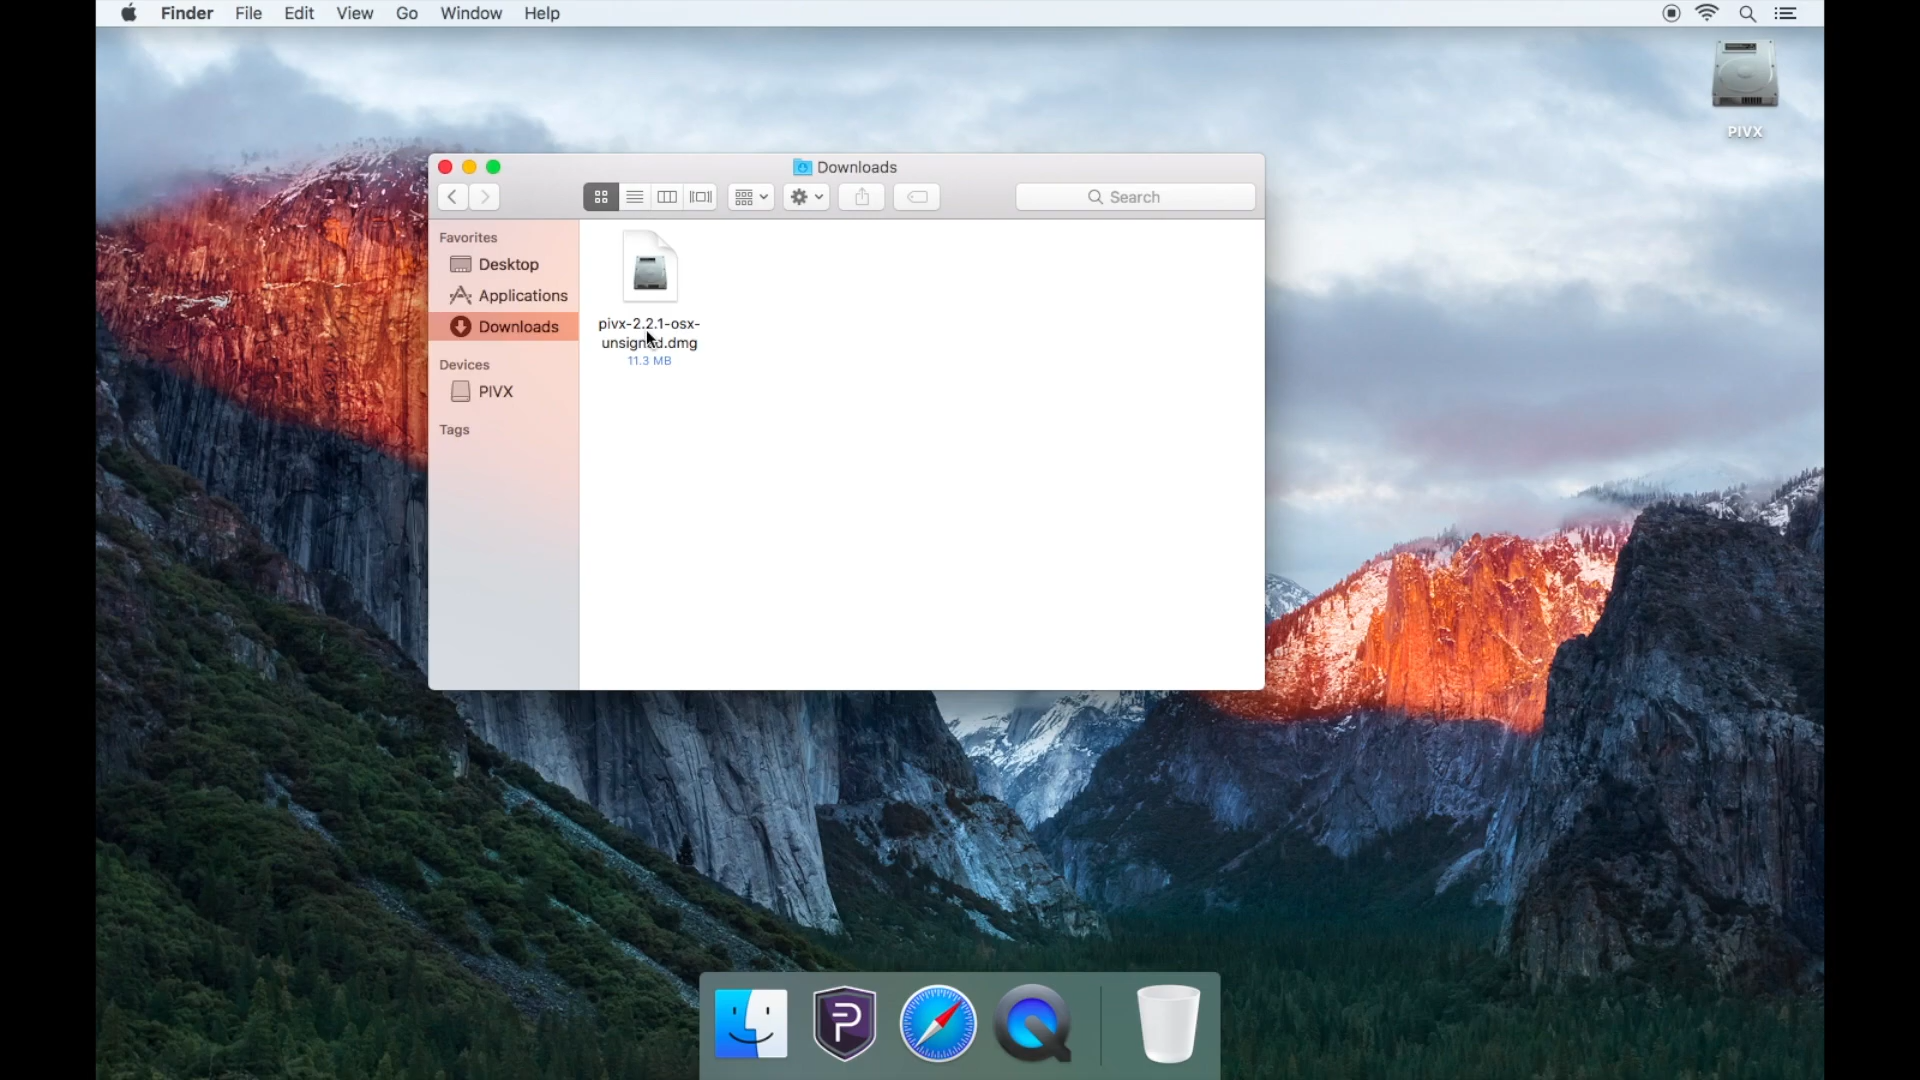 Finder File Edit View Go Window Help
PIVX
Downloads
Search
Favorites
Desktop
Applications
Downloads
Devices
PIVX
Tags
pivx-2.2.1-osx-
unsigned.dmg
11.3 MB